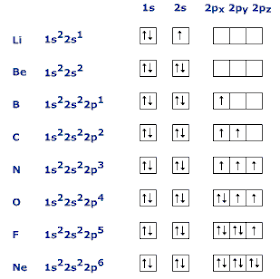 1s 2s 2px 2py 2pz
Li 1s²2s¹ ↑↓ ↑
Be 1s²2s² ↑↓ ↑↓
B 1s²2s²2p¹ ↑↓ ↑↓ ↑
C 1s²2s²2p² ↑↓ ↑↓ ↑ ↑
N 1s²2s²2p³ ↑↓ ↑↓ ↑ ↑ ↑
O 1s²2s²2p⁴ ↑↓ ↑↓ ↑↓ ↑ ↑
F 1s²2s²2p⁵ ↑↓ ↑↓ ↑↓ ↑↓ ↑
Ne 1s²2s²2p⁶ ↑↓ ↑↓ ↑↓ ↑↓ ↑↓